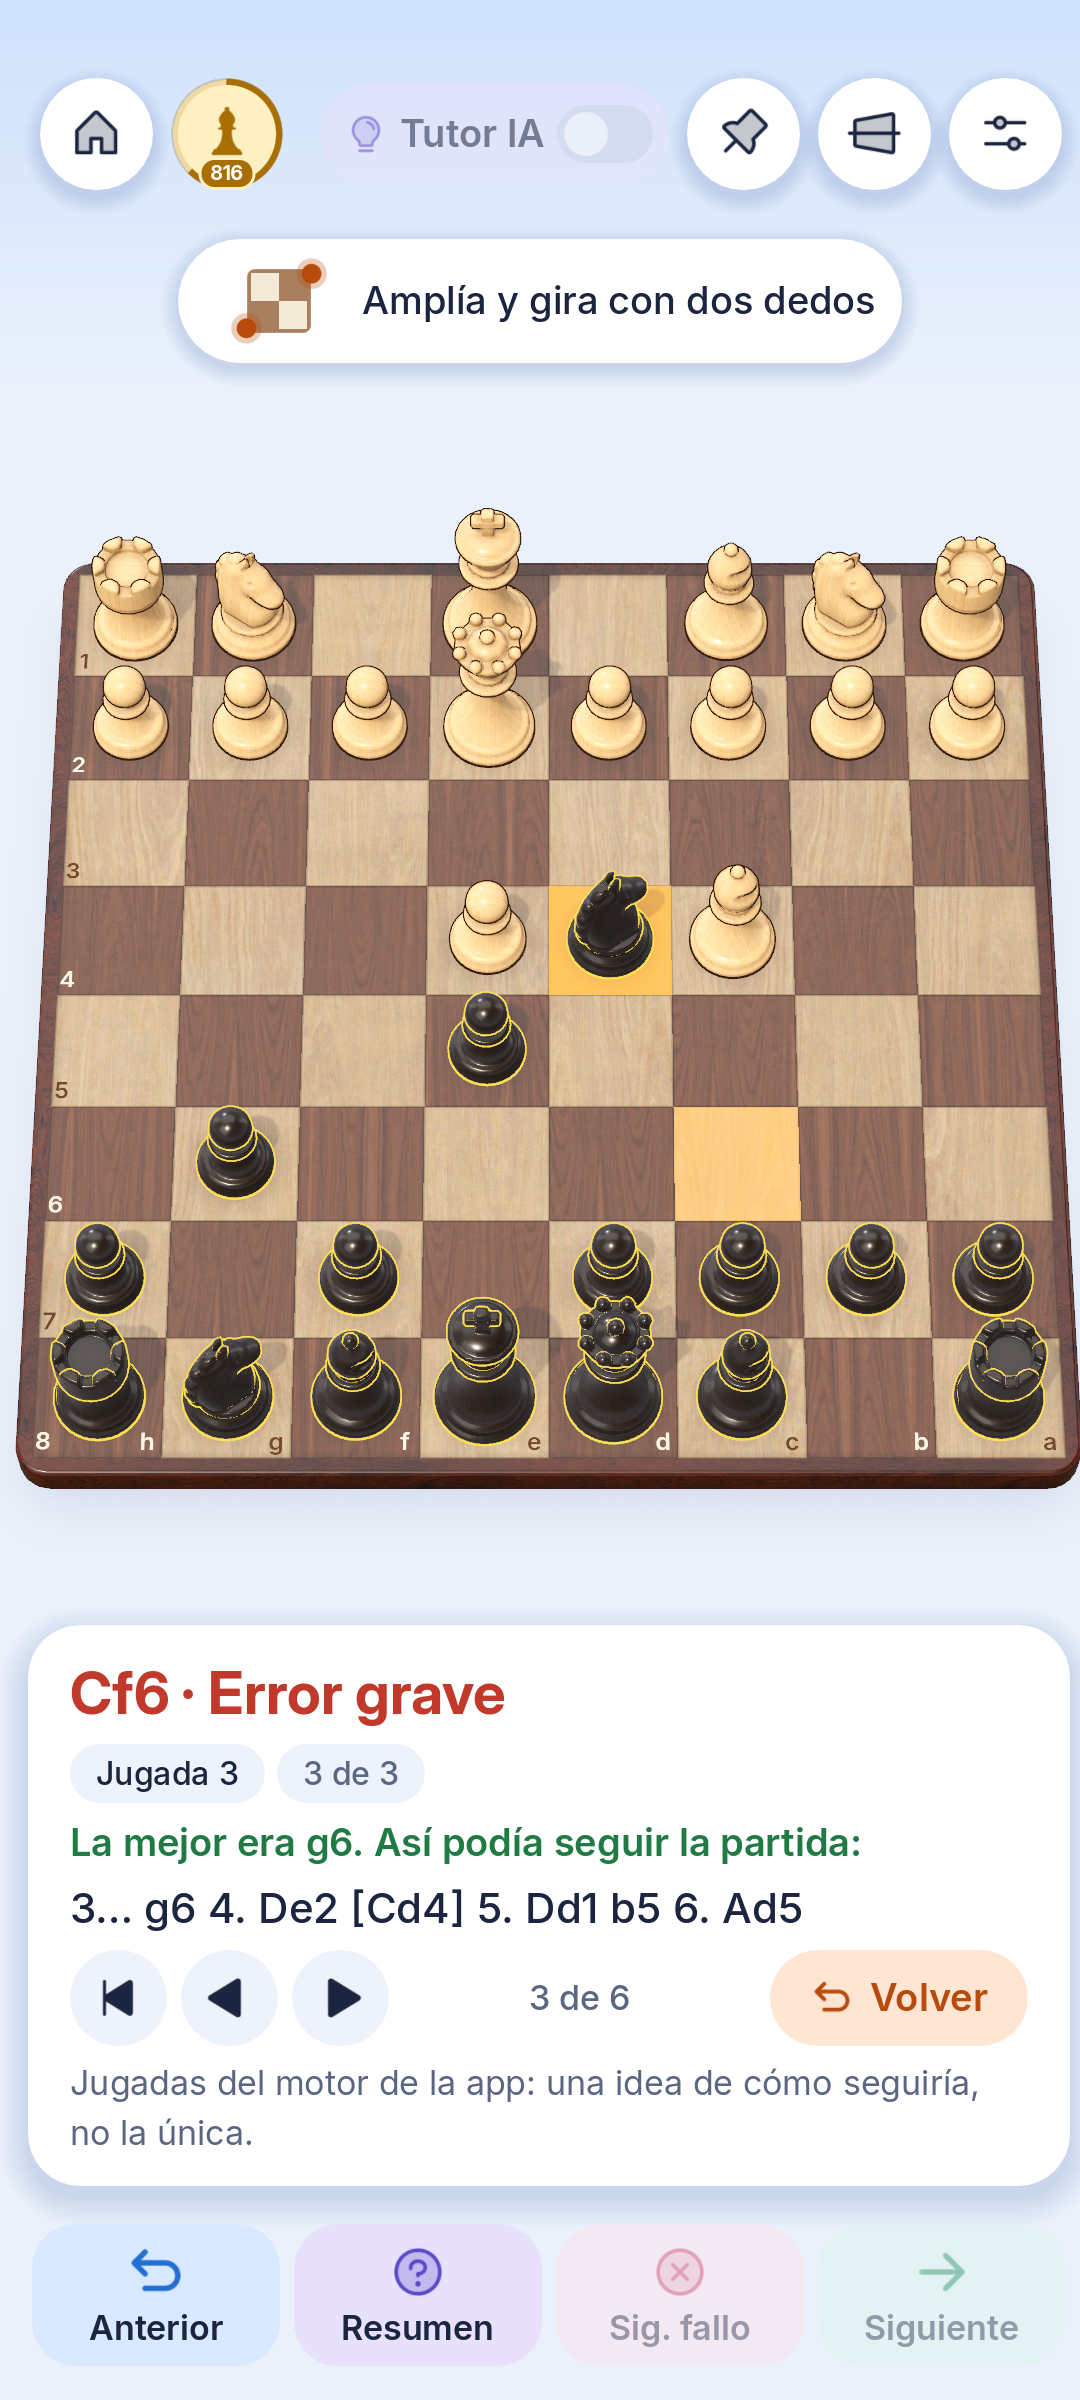 816
Tutor IA
Amplía y gira con dos dedos
1
2
3
4
5
6
7
8 h g f e d c b a
Cf6 · Error grave
Jugada 3
3 de 3
La mejor era g6. Así podía seguir la partida:
3... g6 4. De2 [Cd4] 5. Dd1 b5 6. Ad5
3 de 6
Volver
Jugadas del motor de la app: una idea de cómo seguiría,
no la única.
Anterior
Resumen
Sig. fallo
Siguiente